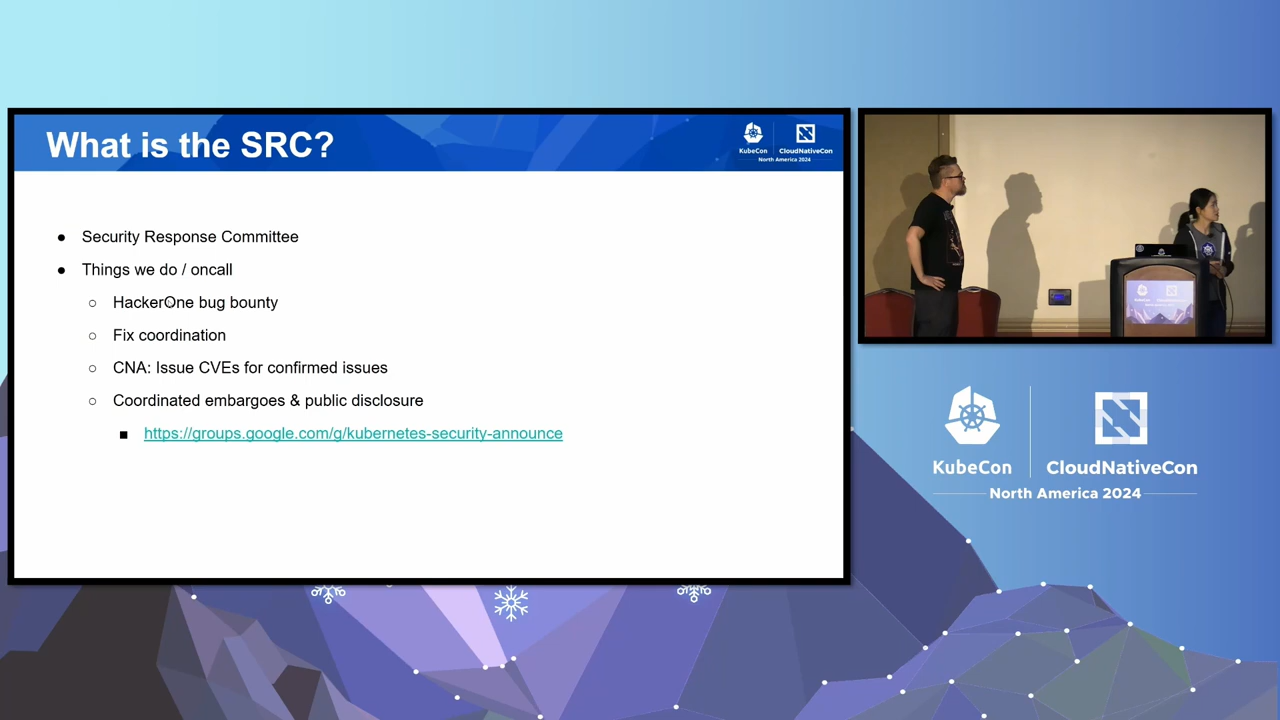 What is the SRC?
KubeCon
CloudNativeCon
North America 2024
● Security Response Committee
● Things we do / oncall
○ HackerOne bug bounty
○ Fix coordination
○ CNA: Issue CVEs for confirmed issues
○ Coordinated embargoes & public disclosure
■ https://groups.google.com/g/kubernetes-security-announce
KubeCon
CloudNativeCon
North America 2024